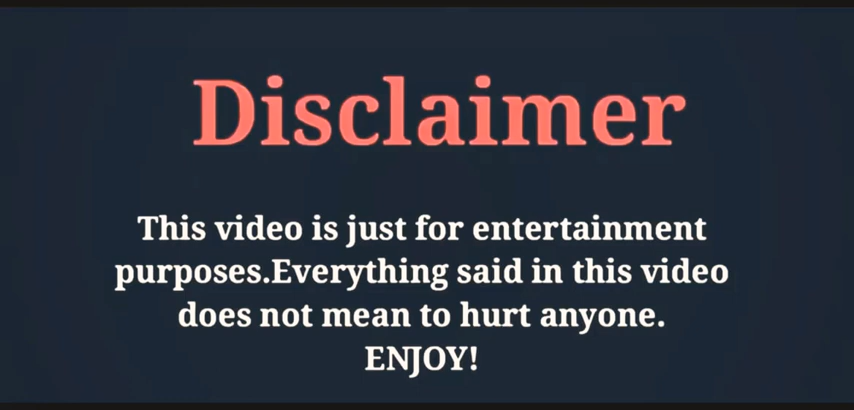 Disclaimer
This video is just for entertainment
purposes.Everything said in this video
does not mean to hurt anyone.
ENJOY!